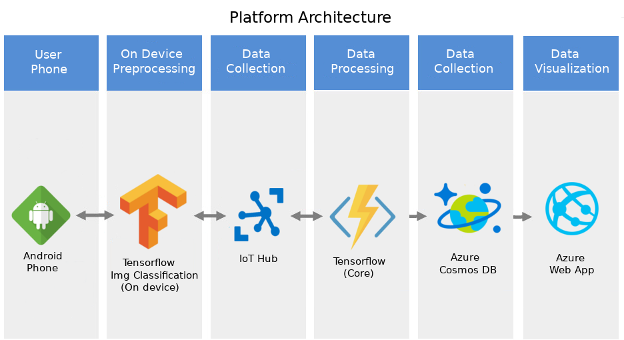 Platform Architecture
User
Phone
On Device
Preprocessing
Data
Collection
Data
Processing
Data
Collection
Data
Visualization
Android
Phone
Tensorflow
Img Classification
(On device)
IoT Hub
Tensorflow
(Core)
Azure
Cosmos DB
Azure
Web App